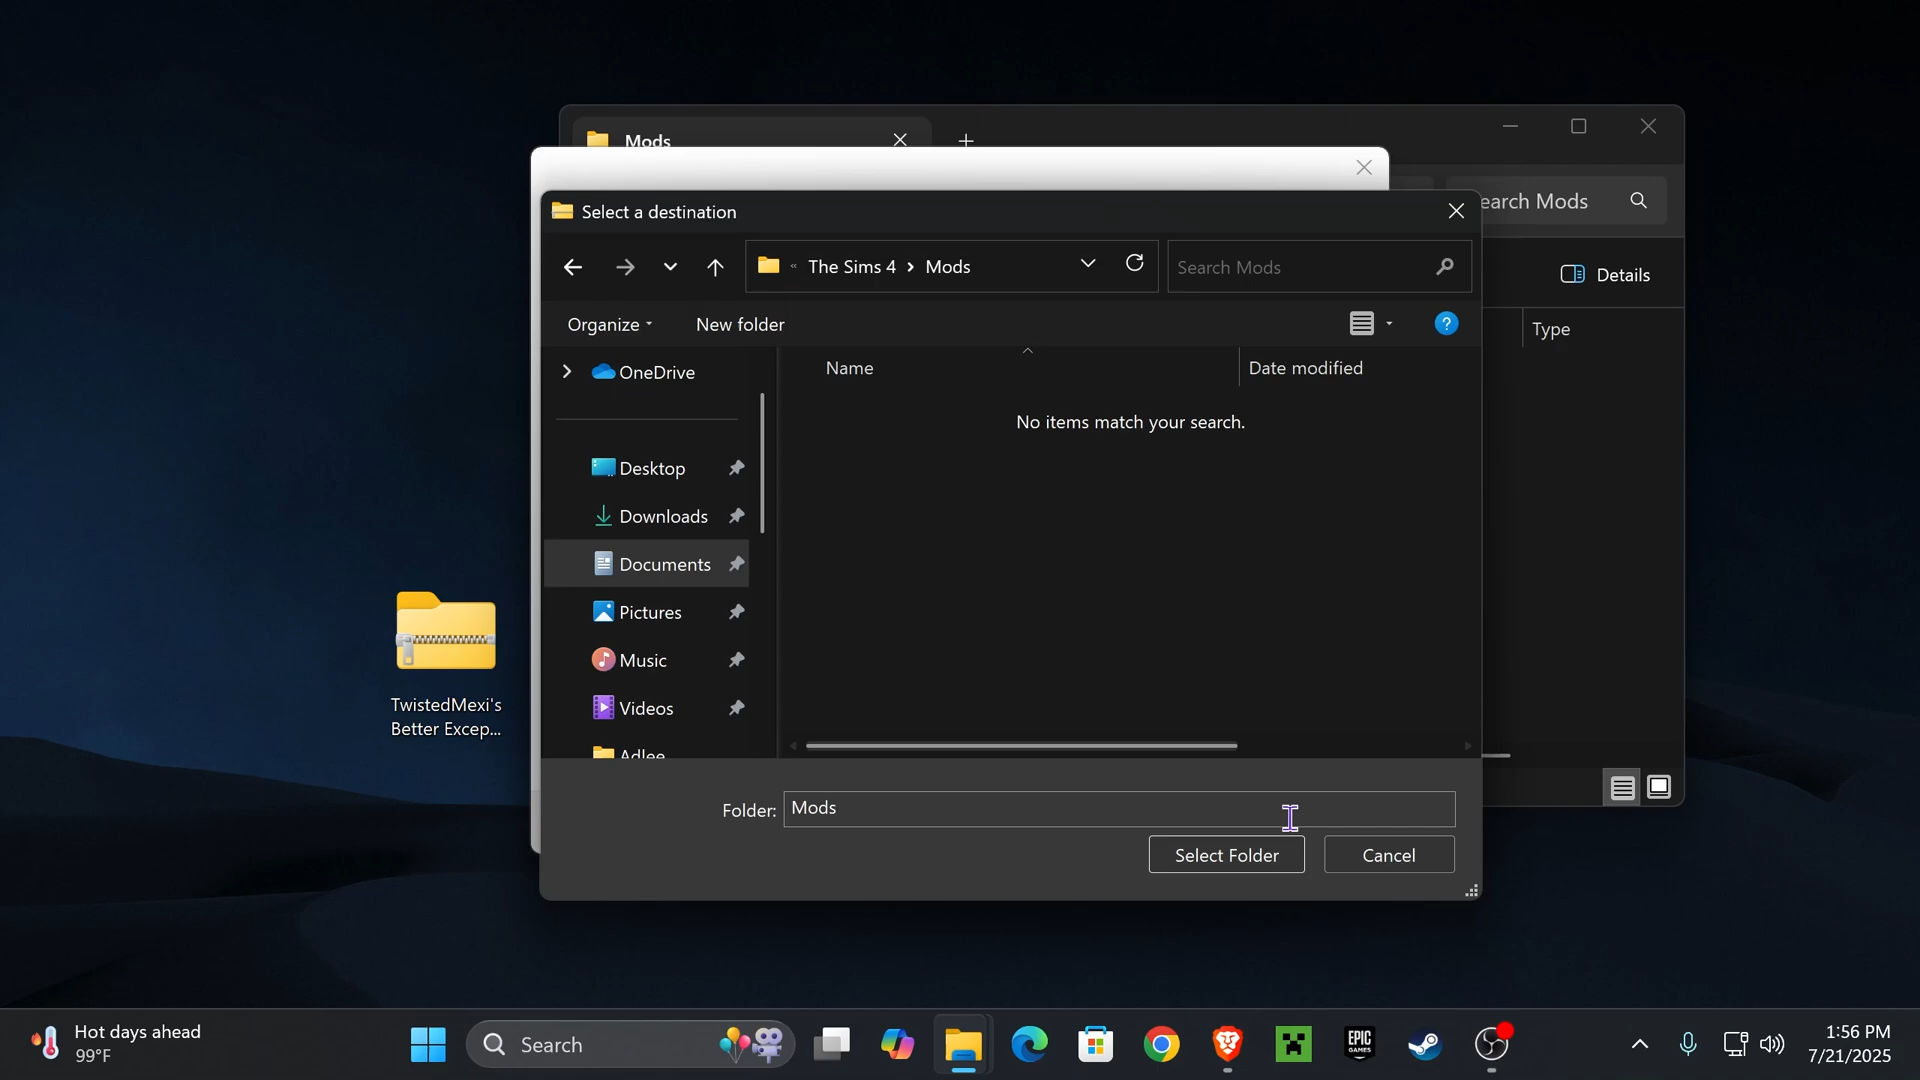 Mods
earch Mods
Details
Type
Select a destination
« The Sims 4 > Mods
Search Mods
Organize
New folder
?
OneDrive
Name
Date modified
No items match your search.
Desktop
Downloads
Documents
Pictures
Music
Videos
Adlee
Folder: Mods
Select Folder
Cancel
TwistedMexi's
Better Excep...
Hot days ahead
99°F
Search
EPIC
GAMES
1:56 PM
7/21/2025